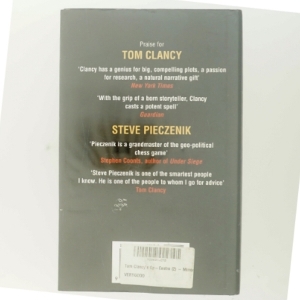 Praise for
TOM CLANCY
'Clancy has a genius for big, compelling plots, a passion
for research, a natural narrative gift'
New York Times
'With the grip of a born storyteller, Clancy
casts a potent spell'
Guardian
STEVE PIECZENIK
'Pieczenik is a grandmaster of the geo-political
chess game'
Stephen Coonts, author of Under Siege
'Steve Pieczenik is one of the smartest people
I know. He is one of the people to whom I go for advice'
Tom Clancy